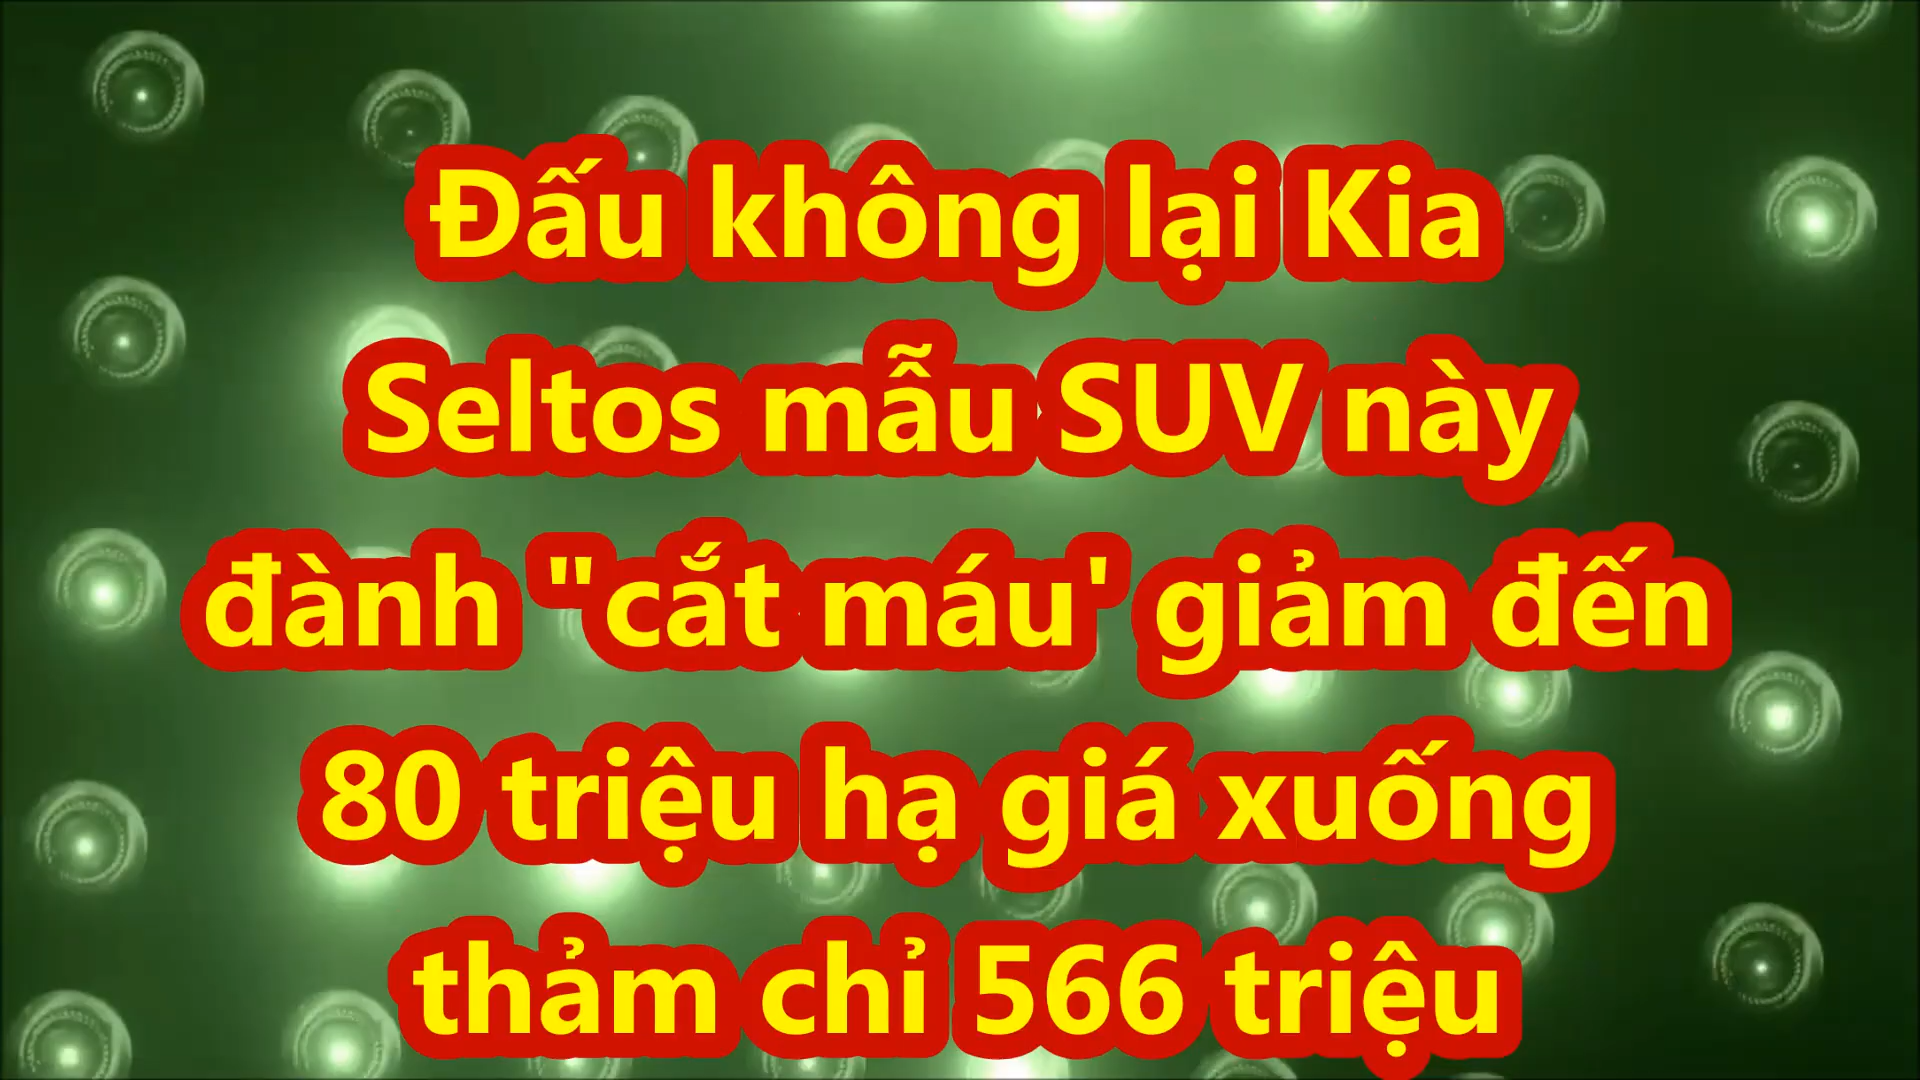 Đấu không lại Kia
Seltos mẫu SUV này
đành "cắt máu' giảm đến
80 triệu hạ giá xuống
thảm chỉ 566 triệu